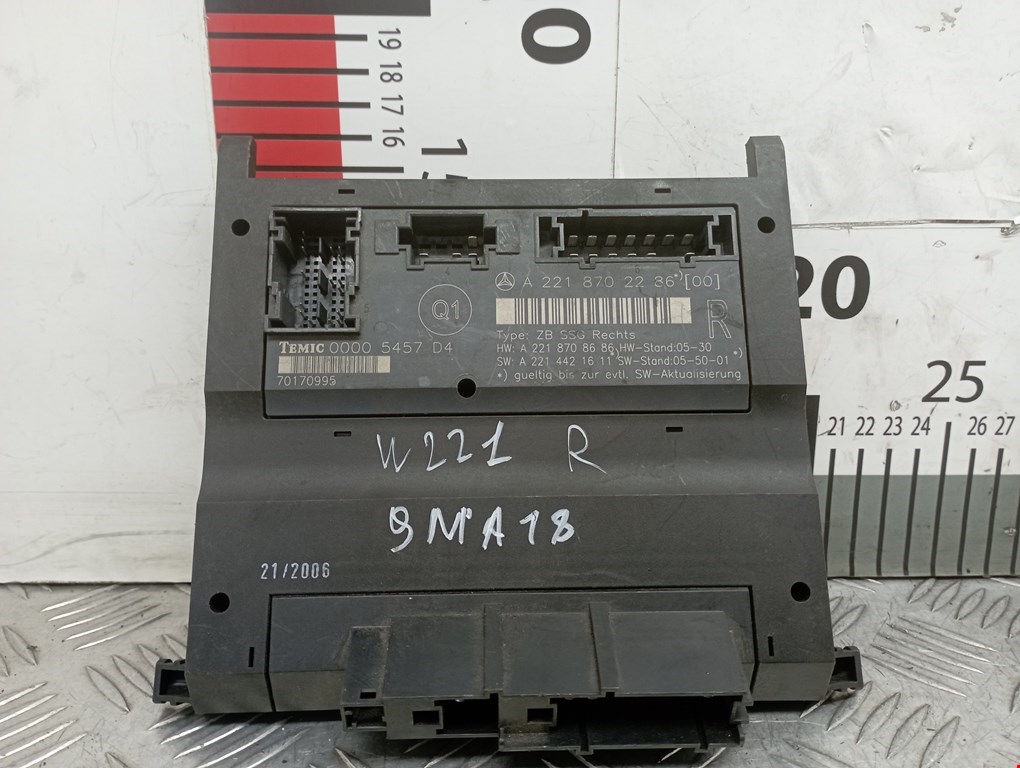 0
19
18
17
16
15
A 221 870 22 36*) [00]
Q1
R
Type: ZB SSG Rechts
HW: A 221 870 86 86, HW-Stand:05-30
SW: A 221 442 16 11 SW-Stand:05-50-01 *)
*) gueltig bis zur evtl. SW-Aktualisierung
TEMIC 0000 5457 D4
70170995
20
25
21 22 23 24 26 27
W221 R
9MA18
21/2006